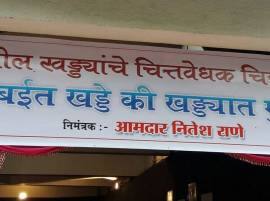 खड्ड्यांचे चित्तवेधक
खड्डे की खड्ड्यात
निमंत्रक :- आमदार नितेश राणे